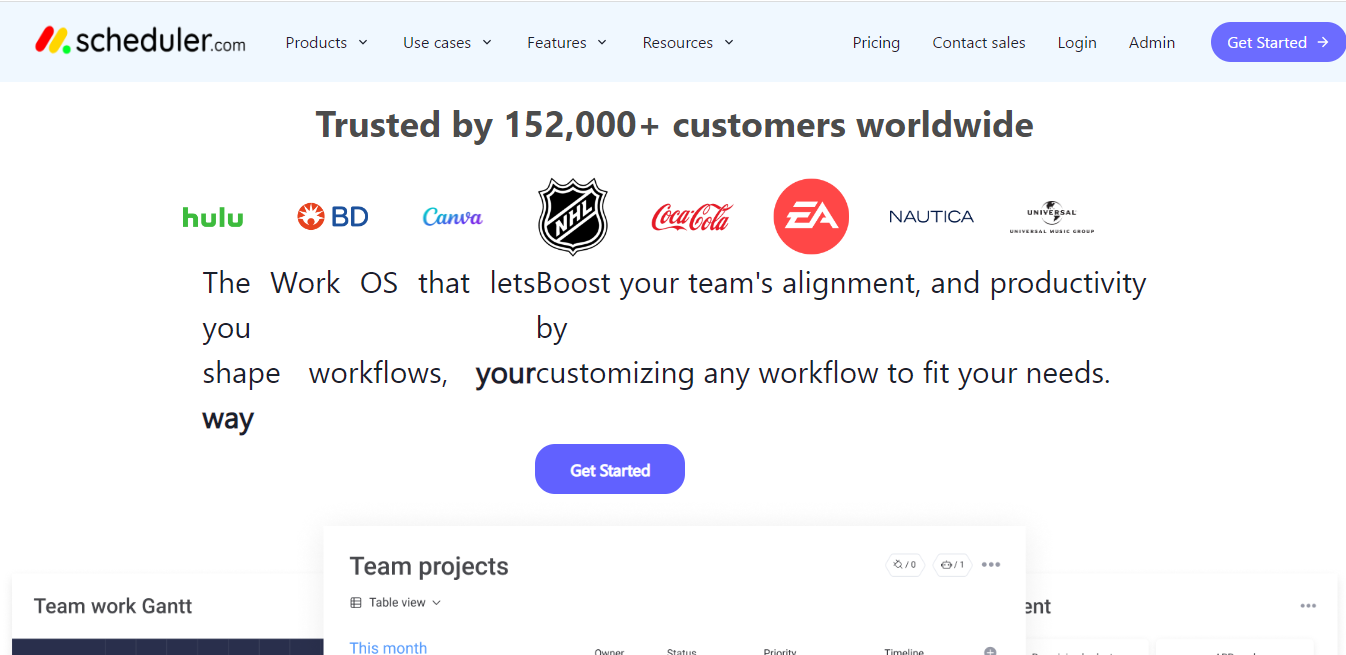 scheduler.com
Products
Use cases
Features
Resources
Pricing
Contact sales
Login
Admin
Get Started →
Trusted by 152,000+ customers worldwide
hulu
BD
Canva
NHL
Coca-Cola
EA
NAUTICA
UNIVERSAL
UNIVERSAL MUSIC GROUP
The Work OS that lets
you
shape workflows, your
way
Boost your team's alignment, and productivity
by
customizing any workflow to fit your needs.
Get Started
Team projects
/ 0
/ 1
Table view
This month
Owner
Status
Priority
Timeline
Team work Gantt
ent